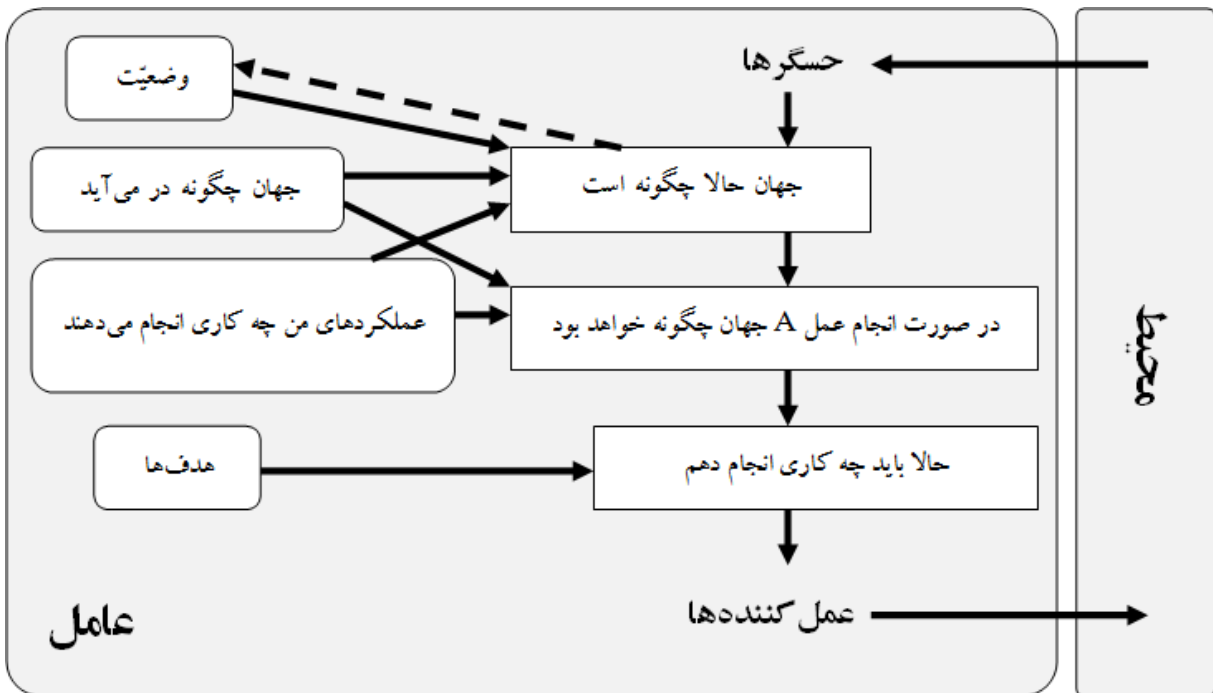 حسگرها
وضعیّت
جهان حالا چگونه است
جهان چگونه در می‌آید
عملکردهای من چه کاری انجام می‌دهند
در صورت انجام عمل A جهان چگونه خواهد بود
حالا باید چه کاری انجام دهم
هدف‌ها
عمل‌کننده‌ها
عامل
محیط